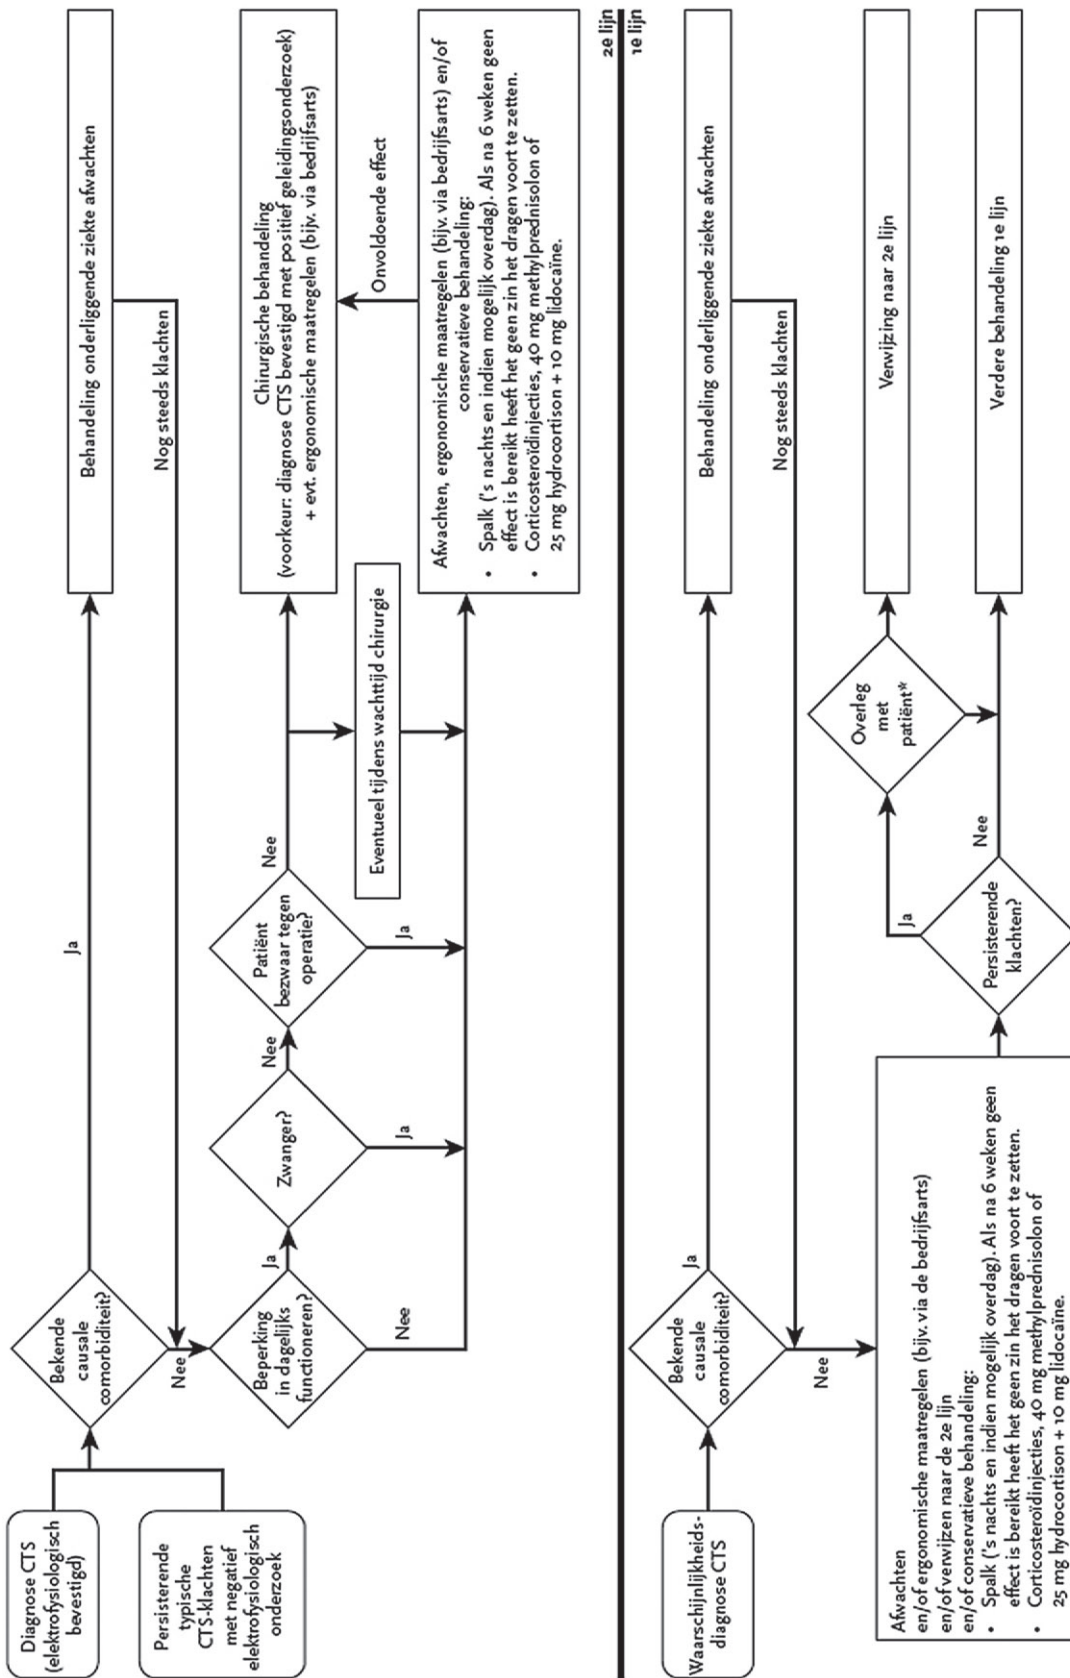 Diagnose CTS
(elektrofysiologisch
bevestigd)
Persisterende
typische
CTS-klachten
met negatief
elektrofysiologisch
onderzoek
Bekende
causale
comorbiditeit?
Ja
Behandeling onderliggende ziekte afwachten
Nog steeds klachten
Nee
Beperking
in dagelijks
functioneren?
Ja
Nee
Zwanger?
Nee
Ja
Patiënt
bezwaar tegen
operatie?
Nee
Ja
Eventueel tijdens wachttijd chirurgie
Chirurgische behandeling
(voorkeur: diagnose CTS bevestigd met positief geleidingsonderzoek)
+ evt. ergonomische maatregelen (bijv. via bedrijfsarts)
Onvoldoende effect
Afwachten, ergonomische maatregelen (bijv. via bedrijfsarts) en/of
conservatieve behandeling:
• Spalk ('s nachts en indien mogelijk overdag). Als na 6 weken geen
effect is bereikt heeft het geen zin het dragen voort te zetten.
• Corticosteroïdinjecties, 40 mg methylprednisolon of
25 mg hydrocortison + 10 mg lidocaïne.
2e lijn
1e lijn
Waarschijnlijkheids-
diagnose CTS
Bekende
causale
comorbiditeit?
Ja
Behandeling onderliggende ziekte afwachten
Nog steeds klachten
Nee
Afwachten
en/of ergonomische maatregelen (bijv. via de bedrijfsarts)
en/of verwijzen naar de 2e lijn
en/of conservatieve behandeling:
• Spalk ('s nachts en indien mogelijk overdag). Als na 6 weken geen
effect is bereikt heeft het geen zin het dragen voort te zetten.
• Corticosteroïdinjecties, 40 mg methylprednisolon of
25 mg hydrocortison + 10 mg lidocaïne.
Persisterende
klachten?
Ja
Nee
Overleg
met
patiënt*
Verwijzing naar 2e lijn
Verdere behandeling 1e lijn